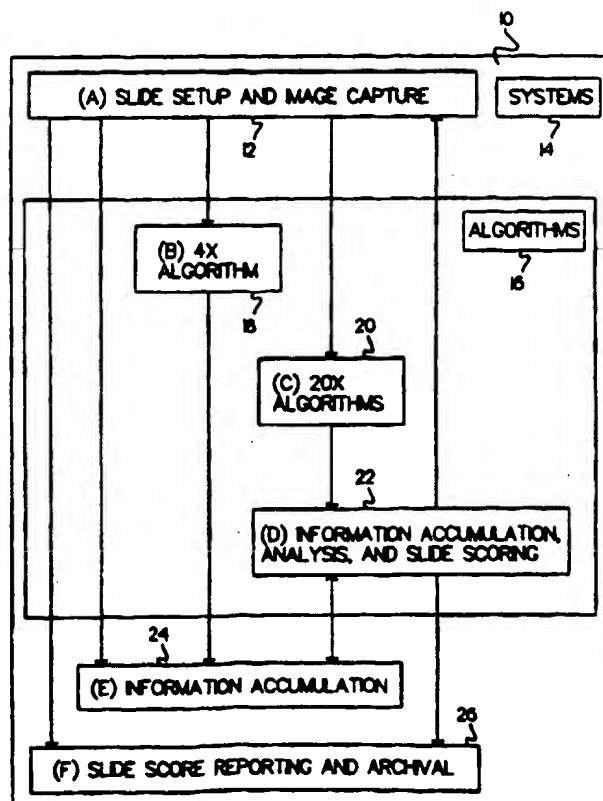 10
(A) SLIDE SETUP AND IMAGE CAPTURE
12
SYSTEMS
14
ALGORITHMS
16
(B) 4X
ALGORITHM
18
20
(C) 20X
ALGORITHMS
22
(D) INFORMATION ACCUMULATION,
ANALYSIS, AND SLIDE SCORING
24
(E) INFORMATION ACCUMULATION
26
(F) SLIDE SCORE REPORTING AND ARCHIVAL